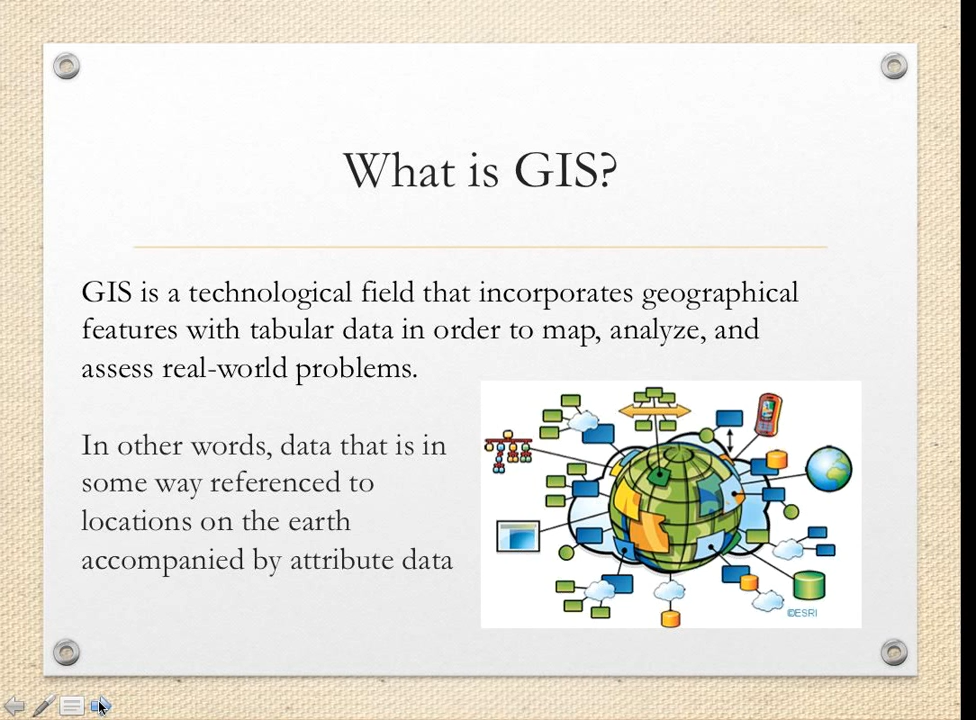 What is GIS?
GIS is a technological field that incorporates geographical
features with tabular data in order to map, analyze, and
assess real-world problems.
In other words, data that is in
some way referenced to
locations on the earth
accompanied by attribute data
©ESRI